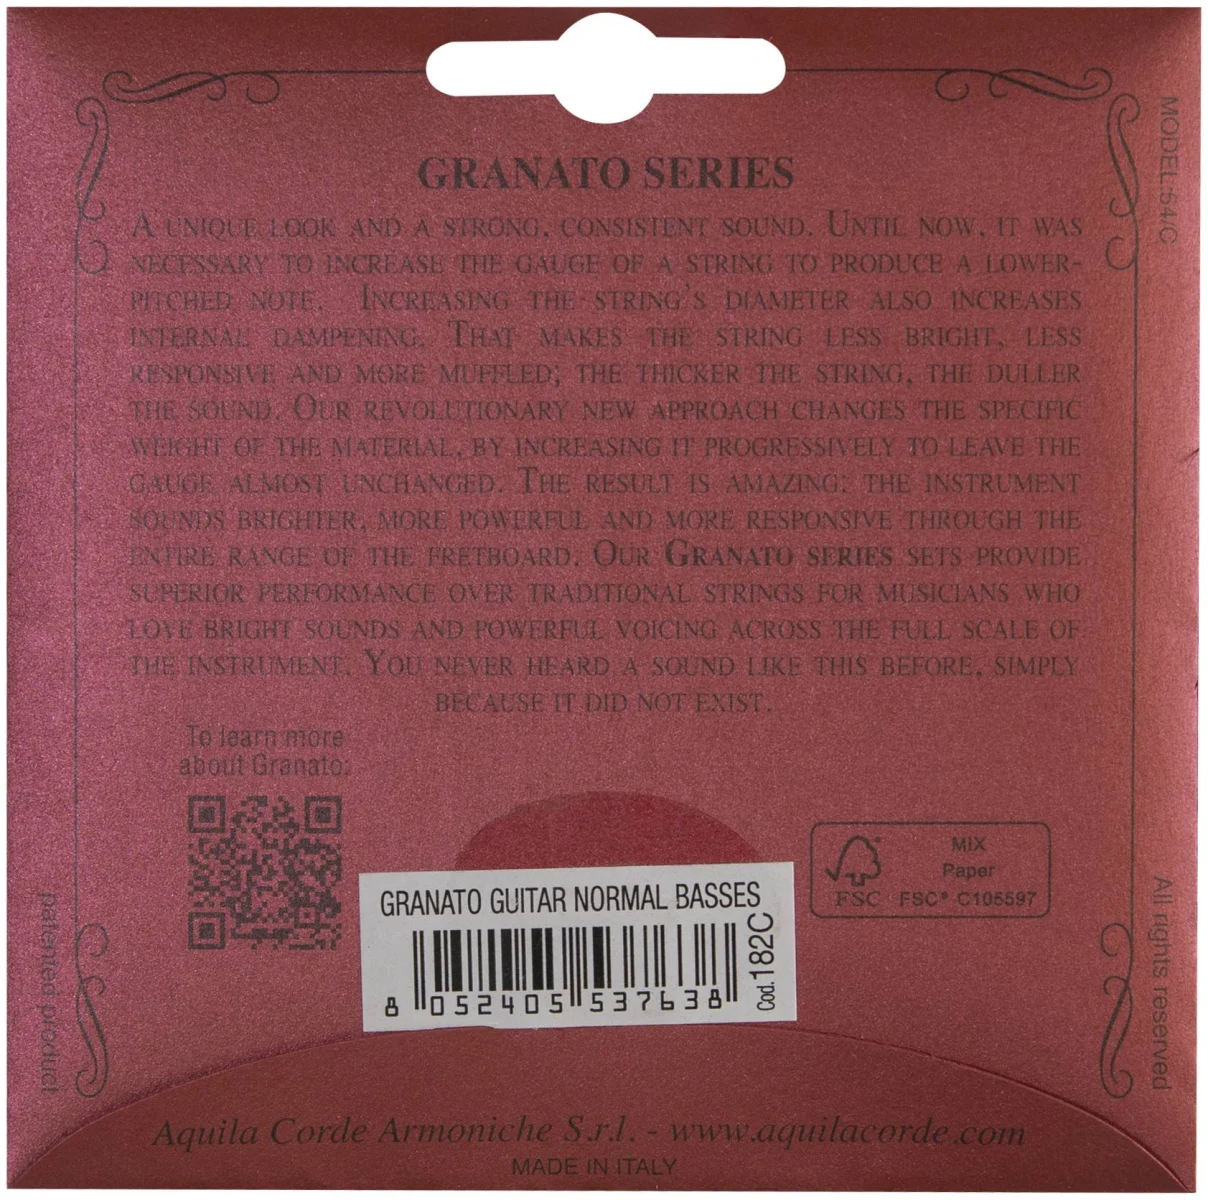 GRANATO SERIES
A UNIQUE LOOK AND A STRONG, CONSISTENT SOUND. UNTIL NOW, IT WAS
NECESSARY TO INCREASE THE GAUGE OF A STRING TO PRODUCE A LOWER-
PITCHED NOTE. INCREASING THE STRING'S DIAMETER ALSO INCREASES
INTERNAL DAMPENING. THAT MAKES THE STRING LESS BRIGHT, LESS
RESPONSIVE AND MORE MUFFLED; THE THICKER THE STRING, THE DULLER
THE SOUND. OUR REVOLUTIONARY NEW APPROACH CHANGES THE SPECIFIC
WEIGHT OF THE MATERIAL, BY INCREASING IT PROGRESSIVELY TO LEAVE THE
GAUGE ALMOST UNCHANGED. THE RESULT IS AMAZING: THE INSTRUMENT
SOUNDS BRIGHTER, MORE POWERFUL AND MORE RESPONSIVE THROUGH THE
ENTIRE RANGE OF THE FRETBOARD. OUR GRANATO SERIES SETS PROVIDE
SUPERIOR PERFORMANCE OVER TRADITIONAL STRINGS FOR MUSICIANS WHO
LOVE BRIGHT SOUNDS AND POWERFUL VOICING ACROSS THE FULL SCALE OF
THE INSTRUMENT. YOU NEVER HEARD A SOUND LIKE THIS BEFORE, SIMPLY
BECAUSE IT DID NOT EXIST.
MODEL:54/C
To learn more
about Granato:
MIX
Paper
FSC FSC® C105597
GRANATO GUITAR NORMAL BASSES
8 052405 537638
Cod.182C
patented product
All rights reserved
Aquila Corde Armoniche S.r.l. - www.aquilacorde.com
MADE IN ITALY